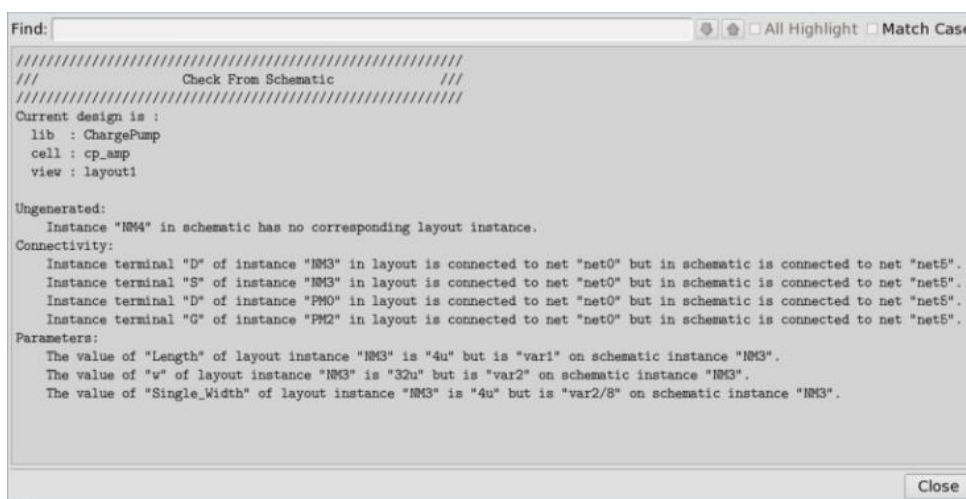 Find: All Highlight Match Case
////////////////////////////////////////////////////////////
/// Check From Schematic ///
////////////////////////////////////////////////////////////
Current design is :
lib : ChargePump
cell : cp_amp
view : layout1
Ungenerated:
Instance "NM4" in schematic has no corresponding layout instance.
Connectivity:
Instance terminal "D" of instance "NM3" in layout is connected to net "net0" but in schematic is connected to net "net5".
Instance terminal "S" of instance "NM3" in layout is connected to net "net0" but in schematic is connected to net "net5".
Instance terminal "D" of instance "PM0" in layout is connected to net "net0" but in schematic is connected to net "net5".
Instance terminal "G" of instance "PM2" in layout is connected to net "net0" but in schematic is connected to net "net5".
Parameters:
The value of "Length" of layout instance "NM3" is "4u" but is "var1" on schematic instance "NM3".
The value of "w" of layout instance "NM3" is "32u" but is "var2" on schematic instance "NM3".
The value of "Single_Width" of layout instance "NM3" is "4u" but is "var2/8" on schematic instance "NM3".
Close